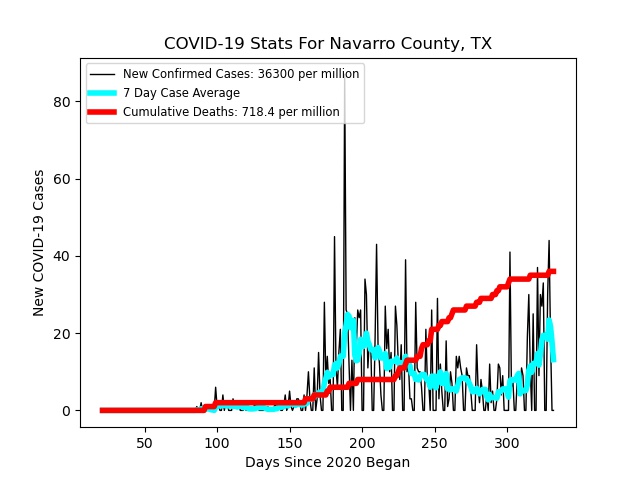 COVID-19 Stats For Navarro County, TX
New Confirmed Cases: 36300 per million
7 Day Case Average
Cumulative Deaths: 718.4 per million
New COVID-19 Cases
80
60
40
20
0
50 100 150 200 250 300
Days Since 2020 Began